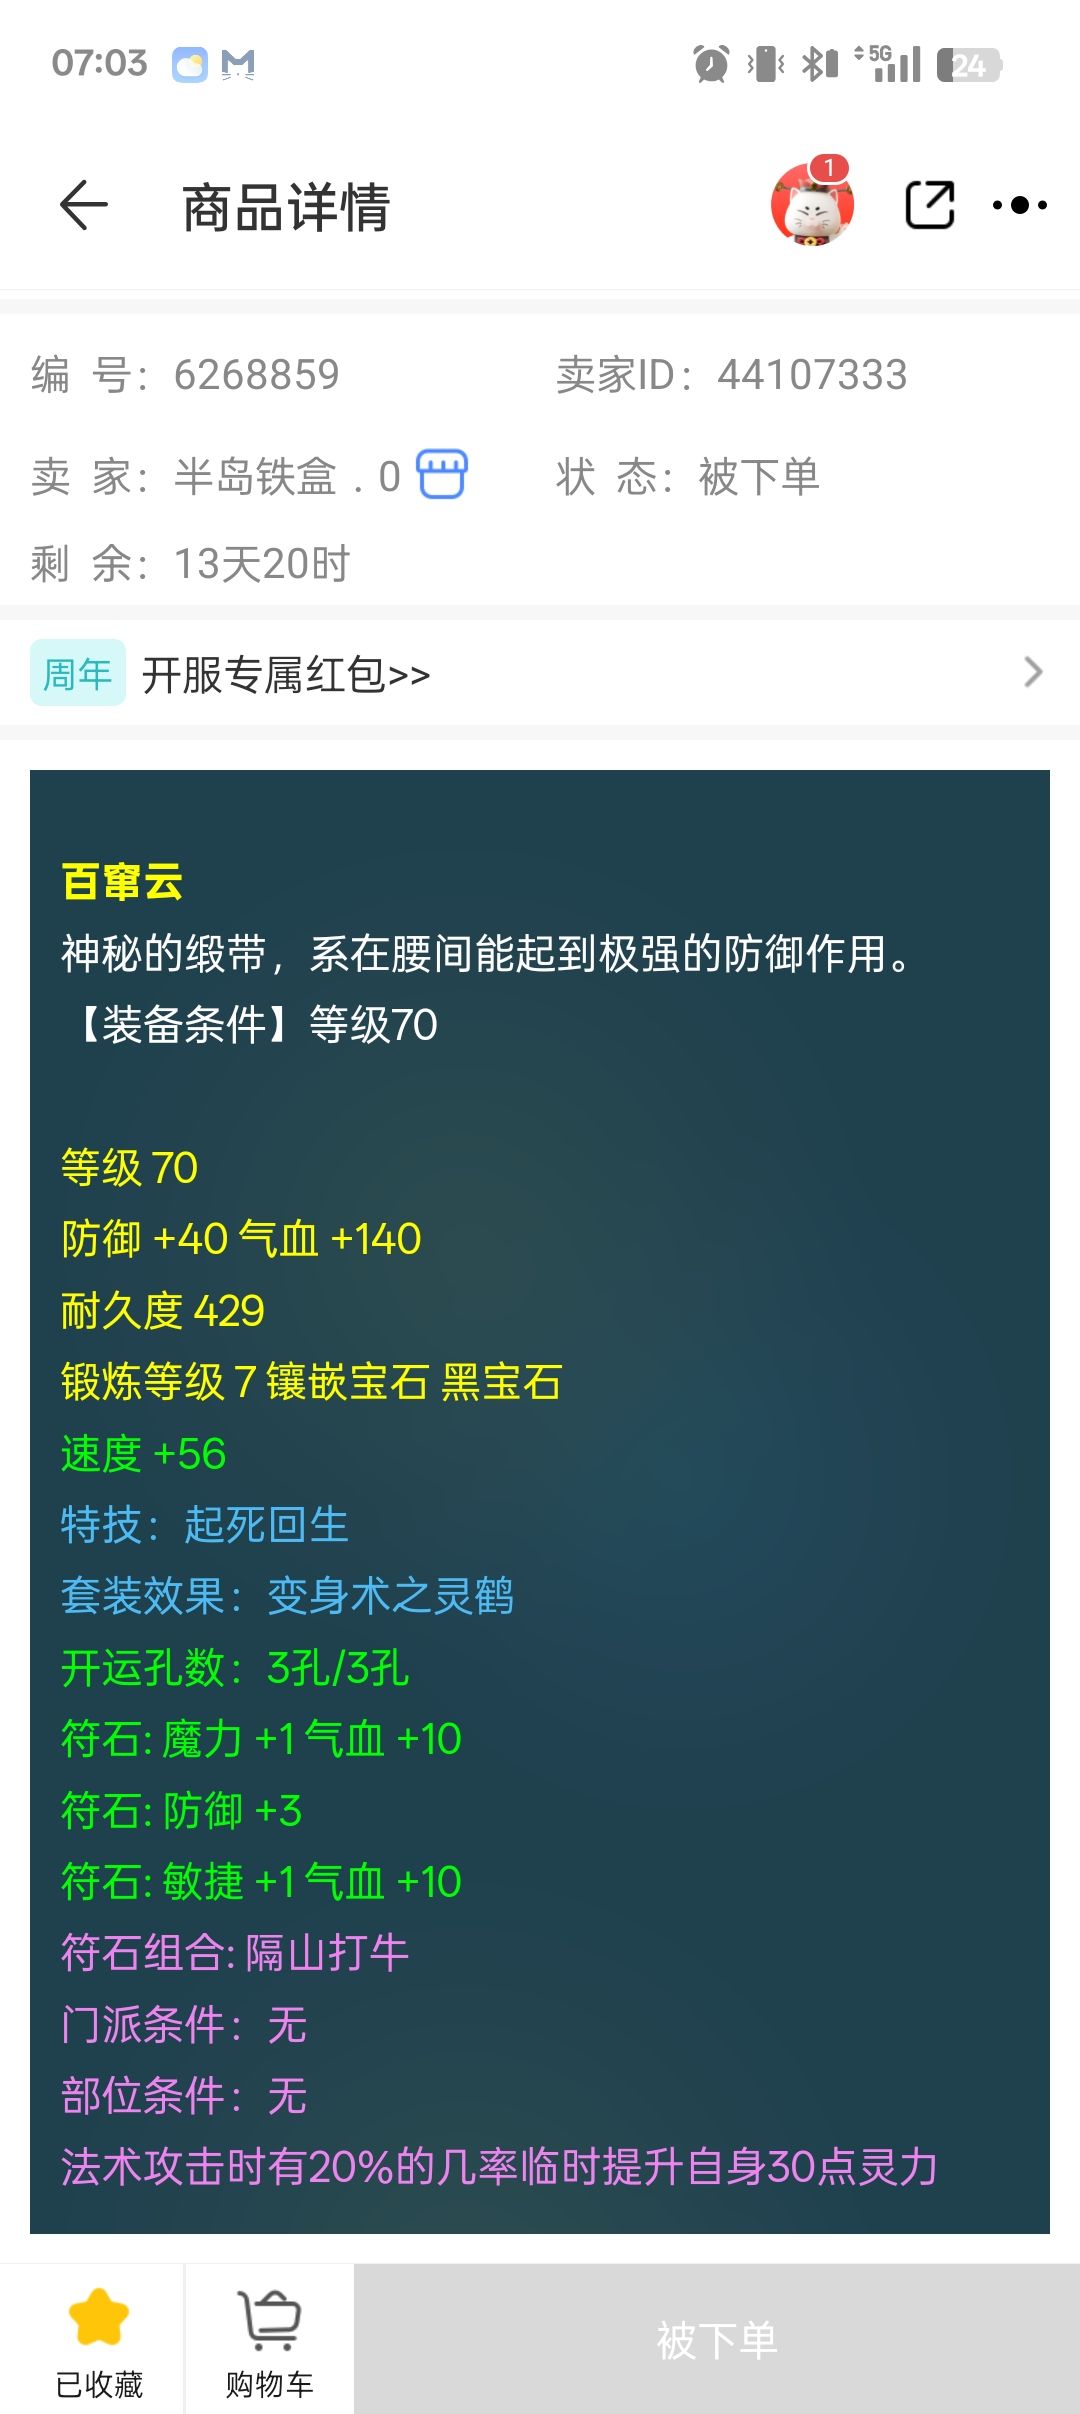 07:03
5G
24
商品详情
1
编 号：6268859
卖家ID：44107333
卖 家：半岛铁盒．0
状 态：被下单
剩 余：13天20时
周年 开服专属红包>>
百窜云
神秘的缎带，系在腰间能起到极强的防御作用。
【装备条件】等级70
等级 70
防御 +40 气血 +140
耐久度 429
锻炼等级 7 镶嵌宝石 黑宝石
速度 +56
特技：起死回生
套装效果：变身术之灵鹤
开运孔数：3孔/3孔
符石: 魔力 +1 气血 +10
符石: 防御 +3
符石: 敏捷 +1 气血 +10
符石组合: 隔山打牛
门派条件：无
部位条件：无
法术攻击时有20%的几率临时提升自身30点灵力
已收藏
购物车
被下单